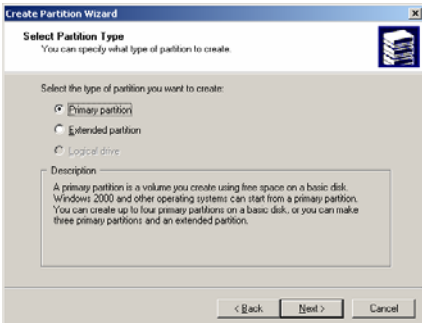 Create Partition Wizard
Select Partition Type
You can specify what type of partition to create.
Select the type of partition you want to create:
Primary partition
Extended partition
Logical drive
Description
A primary partition is a volume you create using free space on a basic disk.
Windows 2000 and other operating systems can start from a primary partition.
You can create up to four primary partitions on a basic disk, or you can make
three primary partitions and an extended partition.
< Back
Next >
Cancel